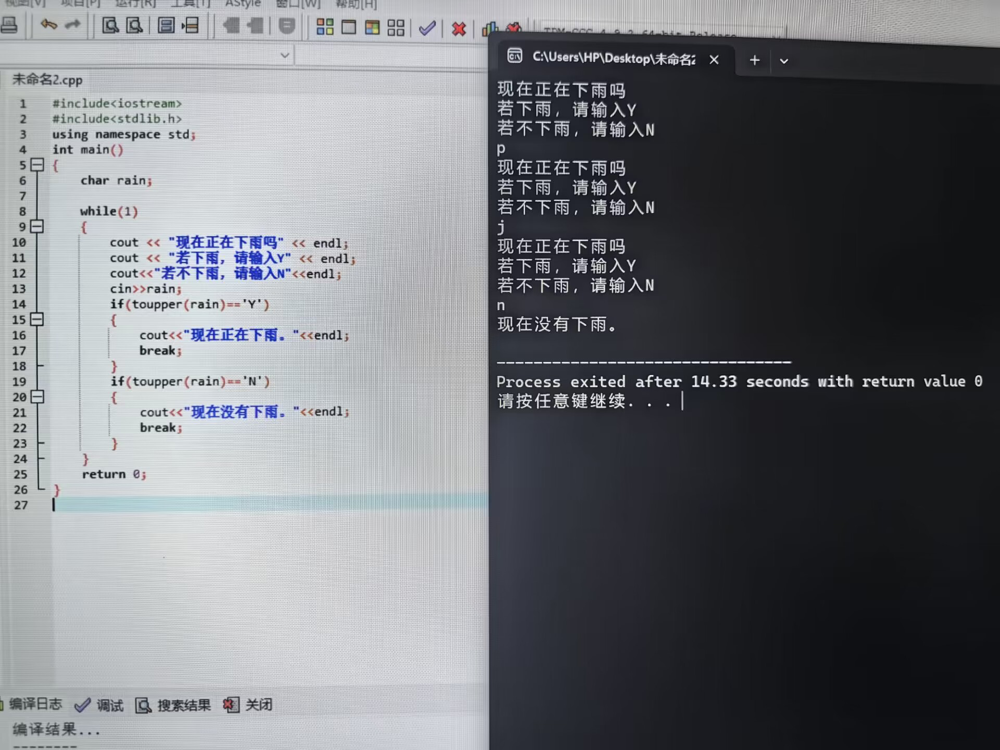 视图[V] 项目[P] 运行[R] 工具[T] AStyle 窗口[W] 帮助[H]
TDM-GCC 4.9.2 64-bit Release
未命名2.cpp
1 #include<iostream>
2 #include<stdlib.h>
3 using namespace std;
4 int main()
5 {
6 char rain;
7
8 while(1)
9 {
10 cout << "现在正在下雨吗" << endl;
11 cout << "若下雨，请输入Y" << endl;
12 cout<<"若不下雨，请输入N"<<endl;
13 cin>>rain;
14 if(toupper(rain)=='Y')
15 {
16 cout<<"现在正在下雨。"<<endl;
17 break;
18 }
19 if(toupper(rain)=='N')
20 {
21 cout<<"现在没有下雨。"<<endl;
22 break;
23 }
24 }
25 return 0;
26 }
27
编译日志 调试 搜索结果 关闭
编译结果...
--------
C:\Users\HP\Desktop\未命名2
现在正在下雨吗
若下雨，请输入Y
若不下雨，请输入N
p
现在正在下雨吗
若下雨，请输入Y
若不下雨，请输入N
j
现在正在下雨吗
若下雨，请输入Y
若不下雨，请输入N
n
现在没有下雨。
--------------------------------
Process exited after 14.33 seconds with return value 0
请按任意键继续. . .